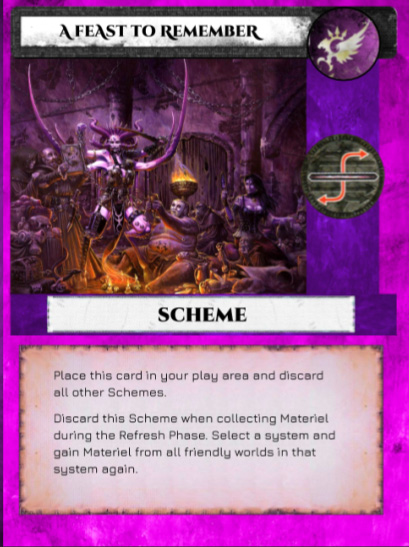 A FEAST TO REMEMBER
SCHEME
Place this card in your play area and discard
all other Schemes.
Discard this Scheme when collecting Materiel
during the Refresh Phase. Select a system and
gain Materiel from all friendly worlds in that
system again.